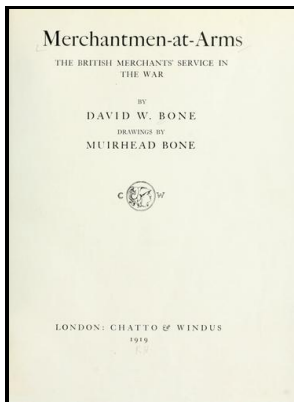 Merchantmen-at-Arms
THE BRITISH MERCHANTS' SERVICE IN
THE WAR
BY
DAVID W. BONE
DRAWINGS BY
MUIRHEAD BONE
C W
LONDON: CHATTO & WINDUS
1919